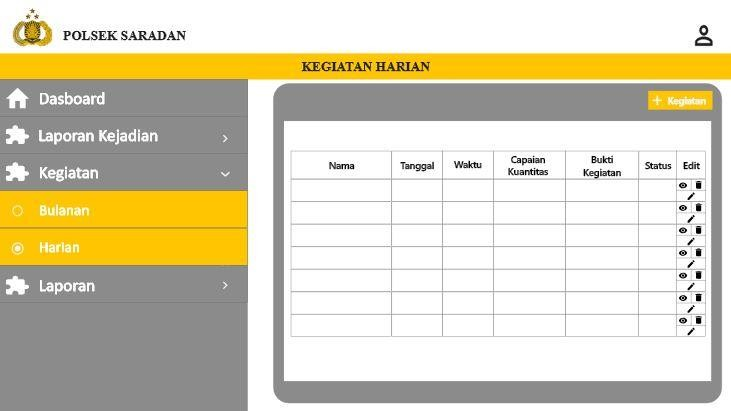 POLSEK SARADAN
KEGIATAN HARIAN
Dasboard
Laporan Kejadian
Kegiatan
Bulanan
Harian
Laporan
+ Kegiatan
Nama Tanggal Waktu Capaian Kuantitas Bukti Kegiatan Status Edit